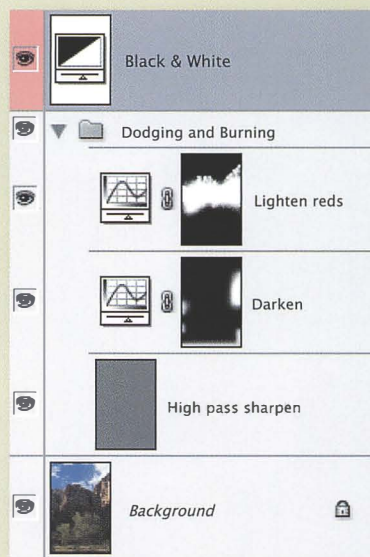 Black & White
Dodging and Burning
Lighten reds
Darken
High pass sharpen
Background